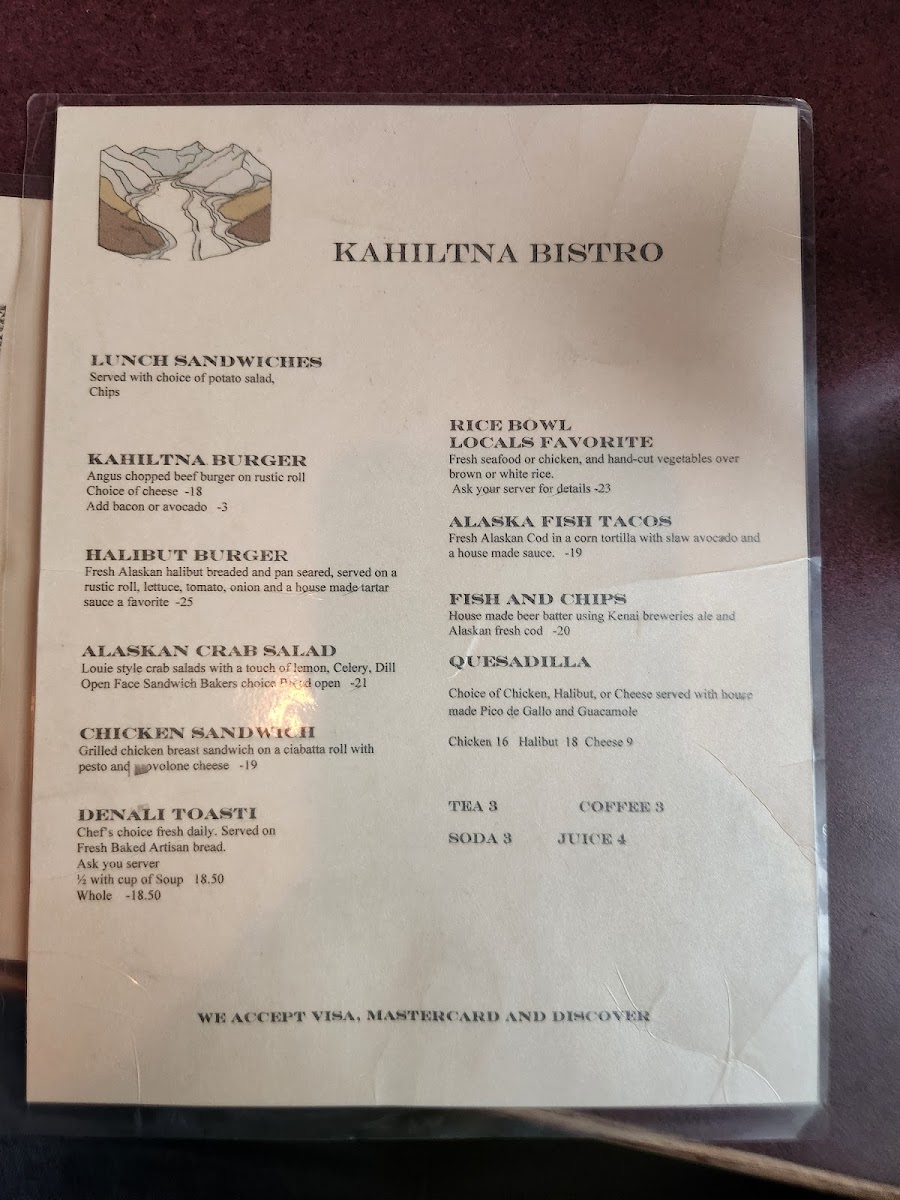 KAHILTNA BISTRO
LUNCH SANDWICHES
Served with choice of potato salad,
Chips
KAHILTNA BURGER
Angus chopped beef burger on rustic roll
Choice of cheese -18
Add bacon or avocado -3
HALIBUT BURGER
Fresh Alaskan halibut breaded and pan seared, served on a
rustic roll, lettuce, tomato, onion and a house made tartar
sauce a favorite -25
ALASKAN CRAB SALAD
Louie style crab salads with a touch of lemon, Celery, Dill
Open Face Sandwich Bakers choice Bread open -21
CHICKEN SANDWICH
Grilled chicken breast sandwich on a ciabatta roll with
pesto and provolone cheese -19
DENALI TOASTI
Chef's choice fresh daily. Served on
Fresh Baked Artisan bread.
Ask you server
½ with cup of Soup 18.50
Whole -18.50
RICE BOWL
LOCALS FAVORITE
Fresh seafood or chicken, and hand-cut vegetables over
brown or white rice.
Ask your server for details -23
ALASKA FISH TACOS
Fresh Alaskan Cod in a corn tortilla with slaw avocado and
a house made sauce. -19
FISH AND CHIPS
House made beer batter using Kenai breweries ale and
Alaskan fresh cod -20
QUESADILLA
Choice of Chicken, Halibut, or Cheese served with house
made Pico de Gallo and Guacamole
Chicken 16 Halibut 18 Cheese 9
TEA 3 COFFEE 3
SODA 3 JUICE 4
WE ACCEPT VISA, MASTERCARD AND DISCOVER